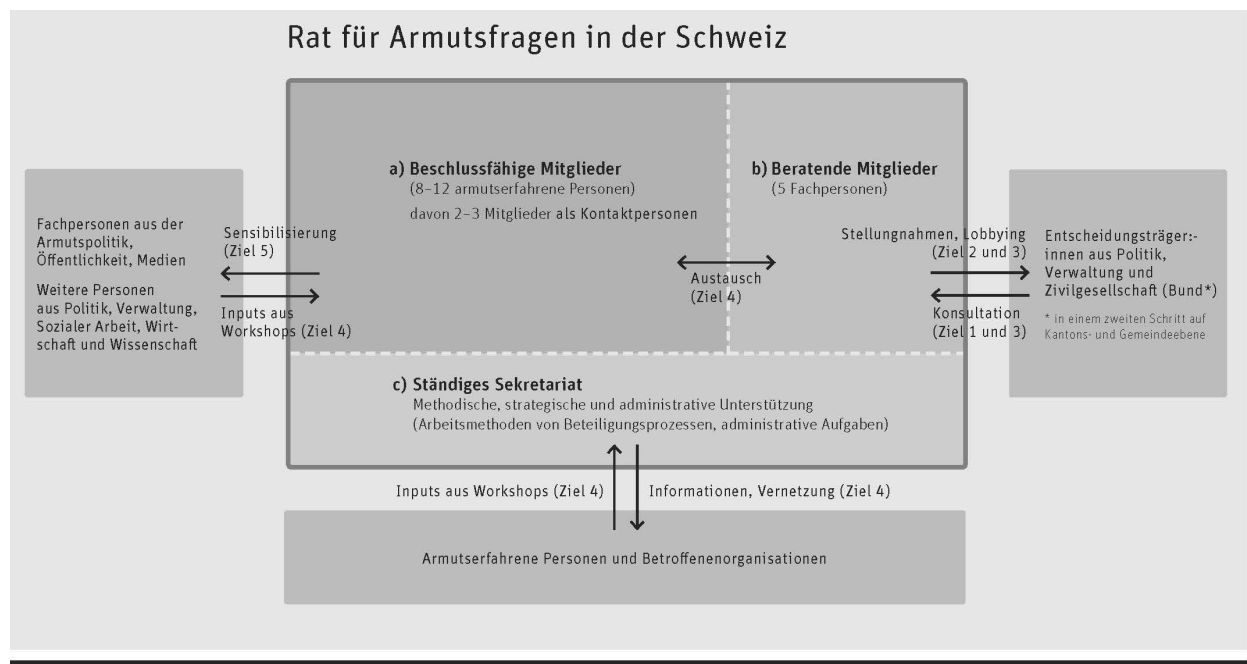 Rat für Armutsfragen in der Schweiz
a) Beschlussfähige Mitglieder
(8–12 armutserfahrene Personen)
davon 2–3 Mitglieder als Kontaktpersonen
b) Beratende Mitglieder
(5 Fachpersonen)
Fachpersonen aus der
Armutspolitik,
Öffentlichkeit, Medien
Weitere Personen
aus Politik, Verwaltung,
Sozialer Arbeit, Wirt-
schaft und Wissenschaft
Sensibilisierung
(Ziel 5)
Inputs aus
Workshops (Ziel 4)
Austausch
(Ziel 4)
Stellungnahmen, Lobbying
(Ziel 2 und 3)
Konsultation
(Ziel 1 und 3)
Entscheidungsträger:-
innen aus Politik,
Verwaltung und
Zivilgesellschaft (Bund*)
* in einem zweiten Schritt auf
Kantons- und Gemeindeebene
c) Ständiges Sekretariat
Methodische, strategische und administrative Unterstützung
(Arbeitsmethoden von Beteiligungsprozessen, administrative Aufgaben)
Inputs aus Workshops (Ziel 4)
Informationen, Vernetzung (Ziel 4)
Armutserfahrene Personen und Betroffenenorganisationen